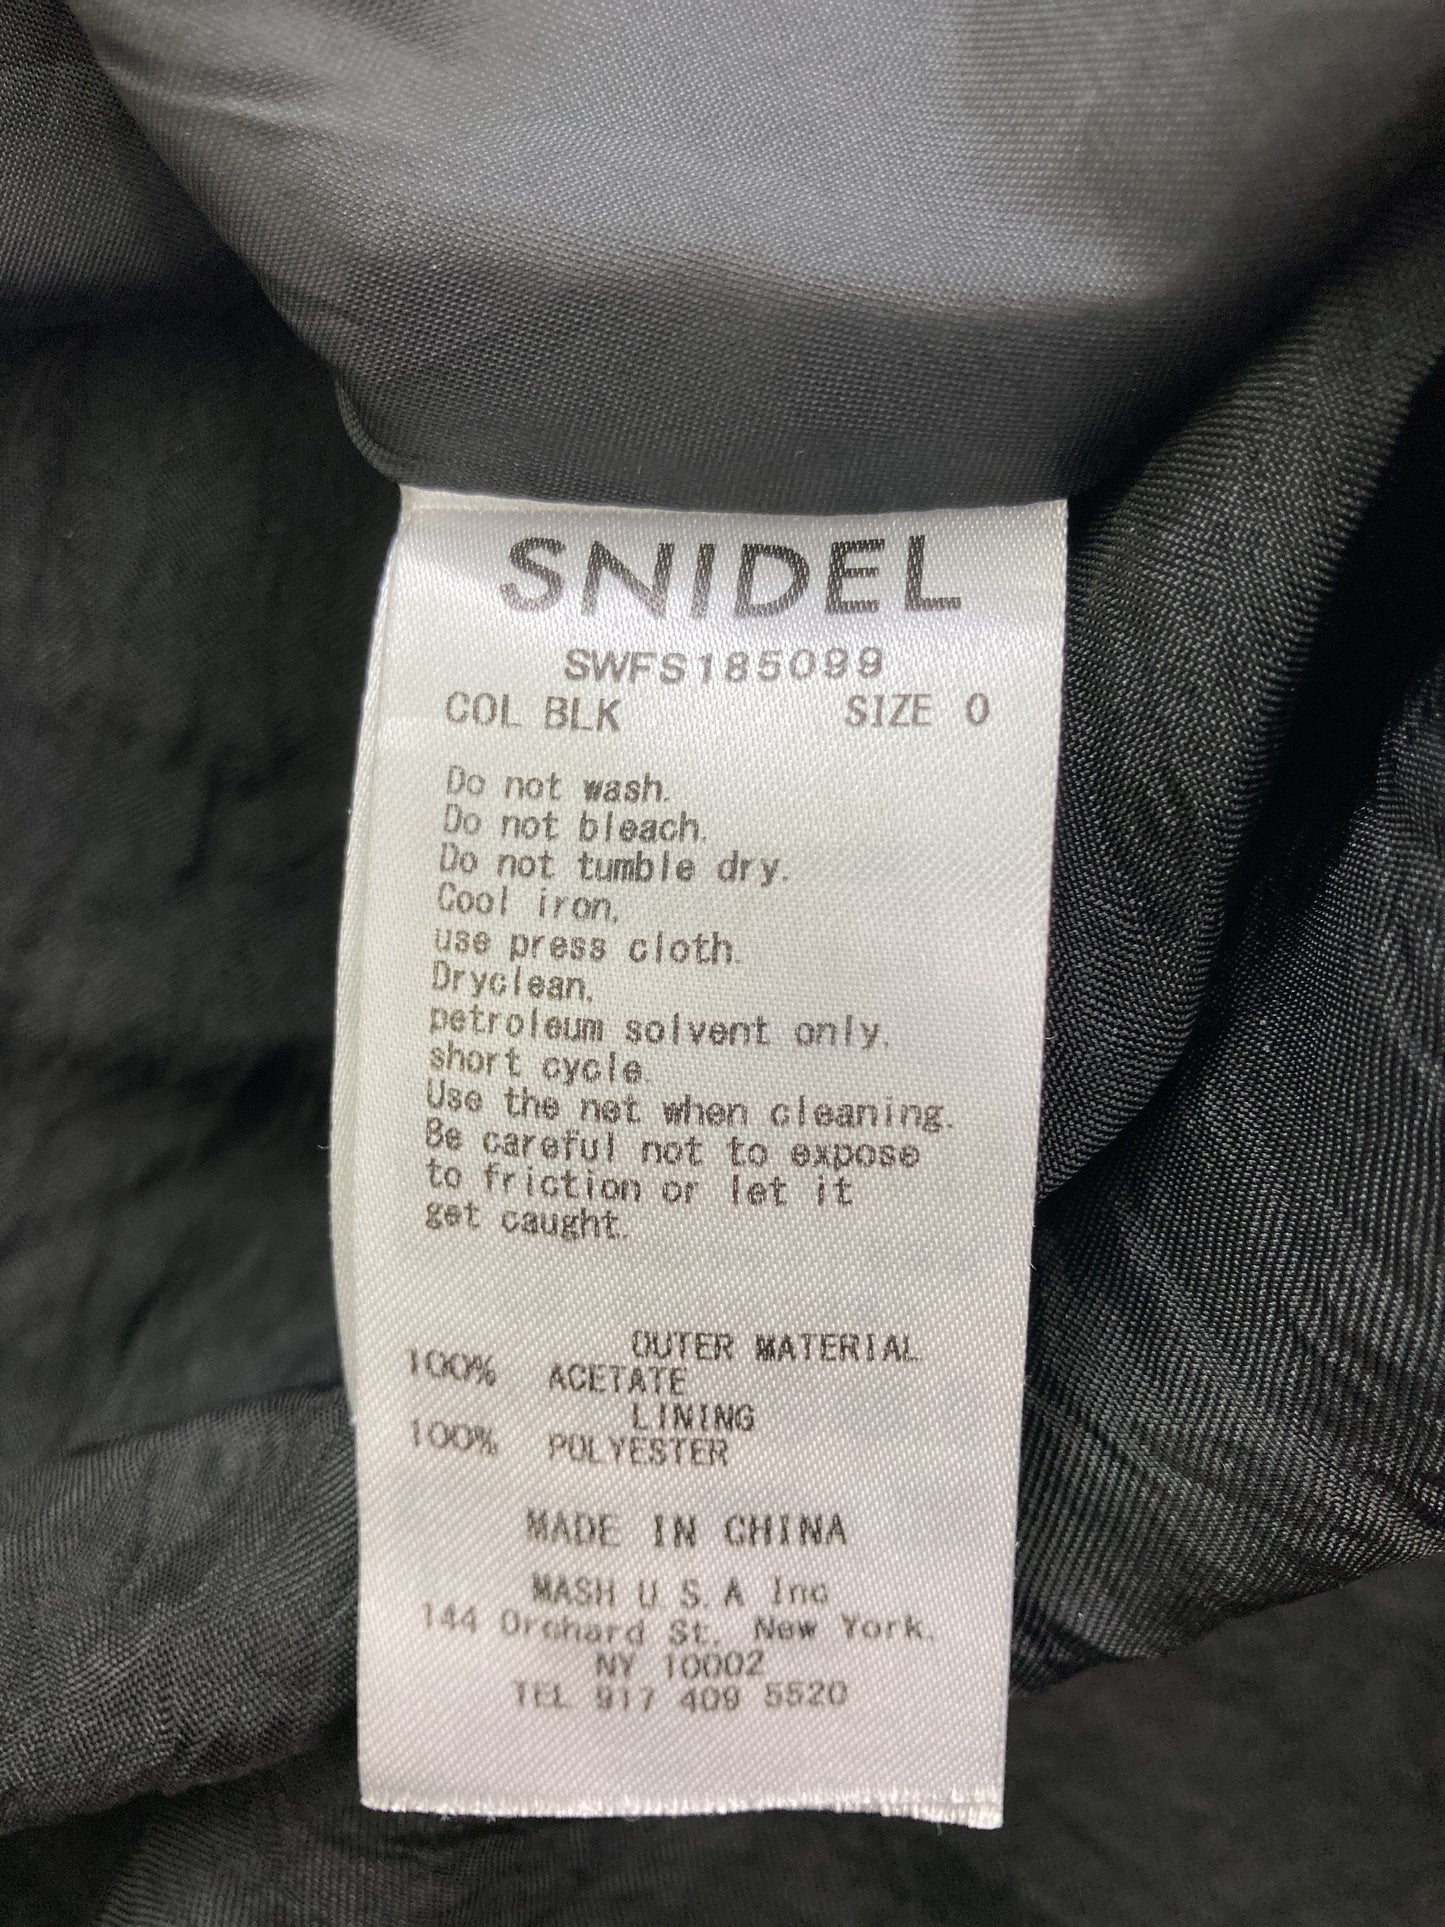 SNIDEL
SWFS185099
COL BLK SIZE 0
Do not wash.
Do not bleach.
Do not tumble dry.
Cool iron,
use press cloth.
Dryclean,
petroleum solvent only,
short cycle.
Use the net when cleaning.
Be careful not to expose
to friction or let it
get caught.
OUTER MATERIAL
100% ACETATE
LINING
100% POLYESTER
MADE IN CHINA
MASH U.S.A Inc
144 Orchard St, New York,
NY 10002
TEL 917 409 5520